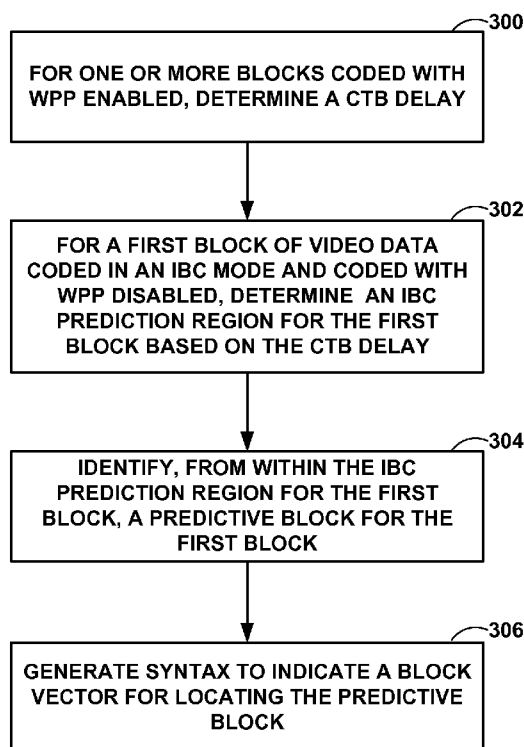 300
FOR ONE OR MORE BLOCKS CODED WITH
WPP ENABLED, DETERMINE A CTB DELAY
302
FOR A FIRST BLOCK OF VIDEO DATA
CODED IN AN IBC MODE AND CODED WITH
WPP DISABLED, DETERMINE AN IBC
PREDICTION REGION FOR THE FIRST
BLOCK BASED ON THE CTB DELAY
304
IDENTIFY, FROM WITHIN THE IBC
PREDICTION REGION FOR THE FIRST
BLOCK, A PREDICTIVE BLOCK FOR THE
FIRST BLOCK
306
GENERATE SYNTAX TO INDICATE A BLOCK
VECTOR FOR LOCATING THE PREDICTIVE
BLOCK